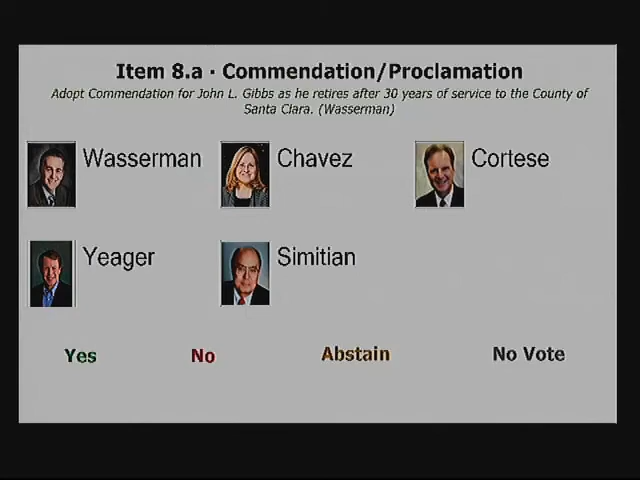 Item 8.a · Commendation/Proclamation
Adopt Commendation for John L. Gibbs as he retires after 30 years of service to the County of
Santa Clara. (Wasserman)
Wasserman Chavez Cortese
Yeager Simitian
Yes No Abstain No Vote